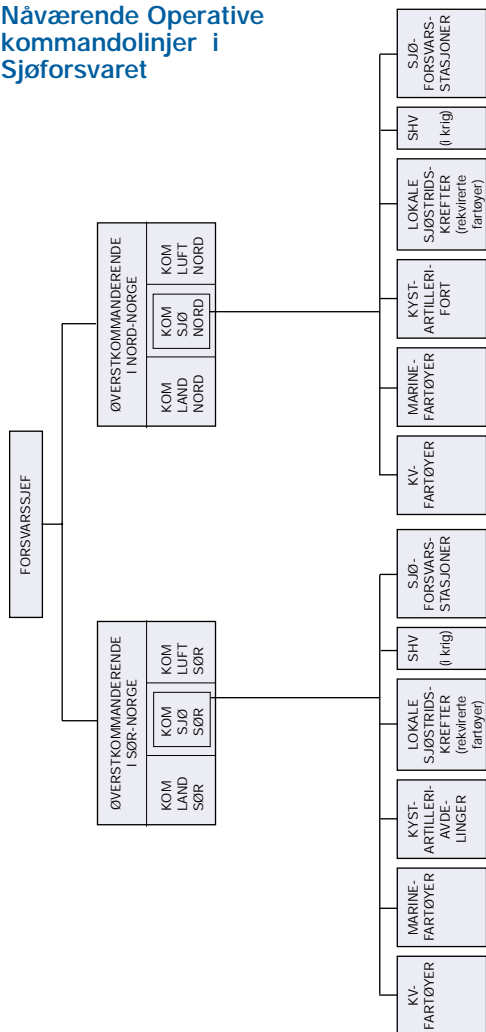 Nåværende Operative
kommandolinjer i
Sjøforsvaret
FORSVARSSJEF
ØVERSTKOMMANDERENDE
I SØR-NORGE
KOM
LAND
SØR
KOM
SJØ
SØR
KOM
LUFT
SØR
ØVERSTKOMMANDERENDE
I NORD-NORGE
KOM
LAND
NORD
KOM
SJØ
NORD
KOM
LUFT
NORD
KV-
FARTØYER
MARINE-
FARTØYER
KYST-
ARTILLERI-
AVDE-
LINGER
LOKALE
SJØSTRIDS-
KREFTER
(rekvirerte
fartøyer)
SHV
(i krig)
SJØ-
FORSVARS-
STASJONER
KV-
FARTØYER
MARINE-
FARTØYER
KYST-
ARTILLERI-
FORT
LOKALE
SJØSTRIDS-
KREFTER
(rekvirerte
fartøyer)
SHV
(i krig)
SJØ-
FORSVARS-
STASJONER